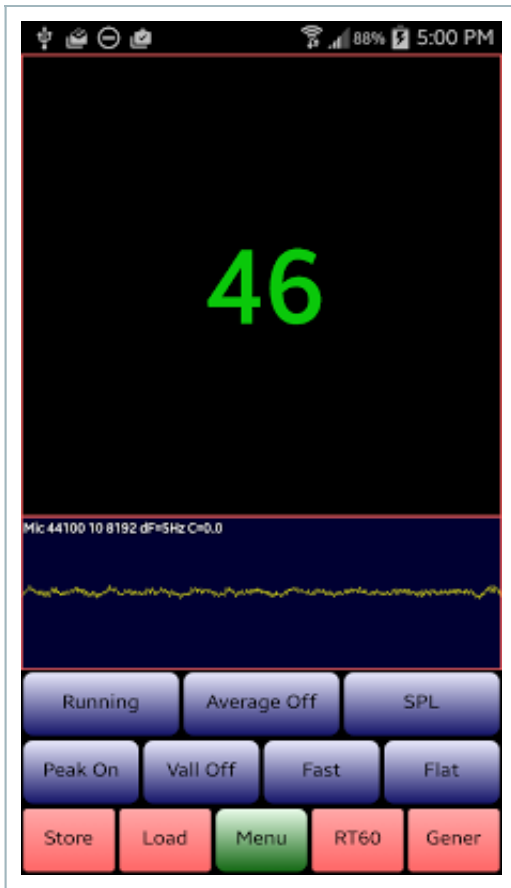 88% 5:00 PM
46
Mic 44100 10 8192 dF=5Hz C=0.0
Running Average Off SPL
Peak On Vall Off Fast Flat
Store Load Menu RT60 Gener